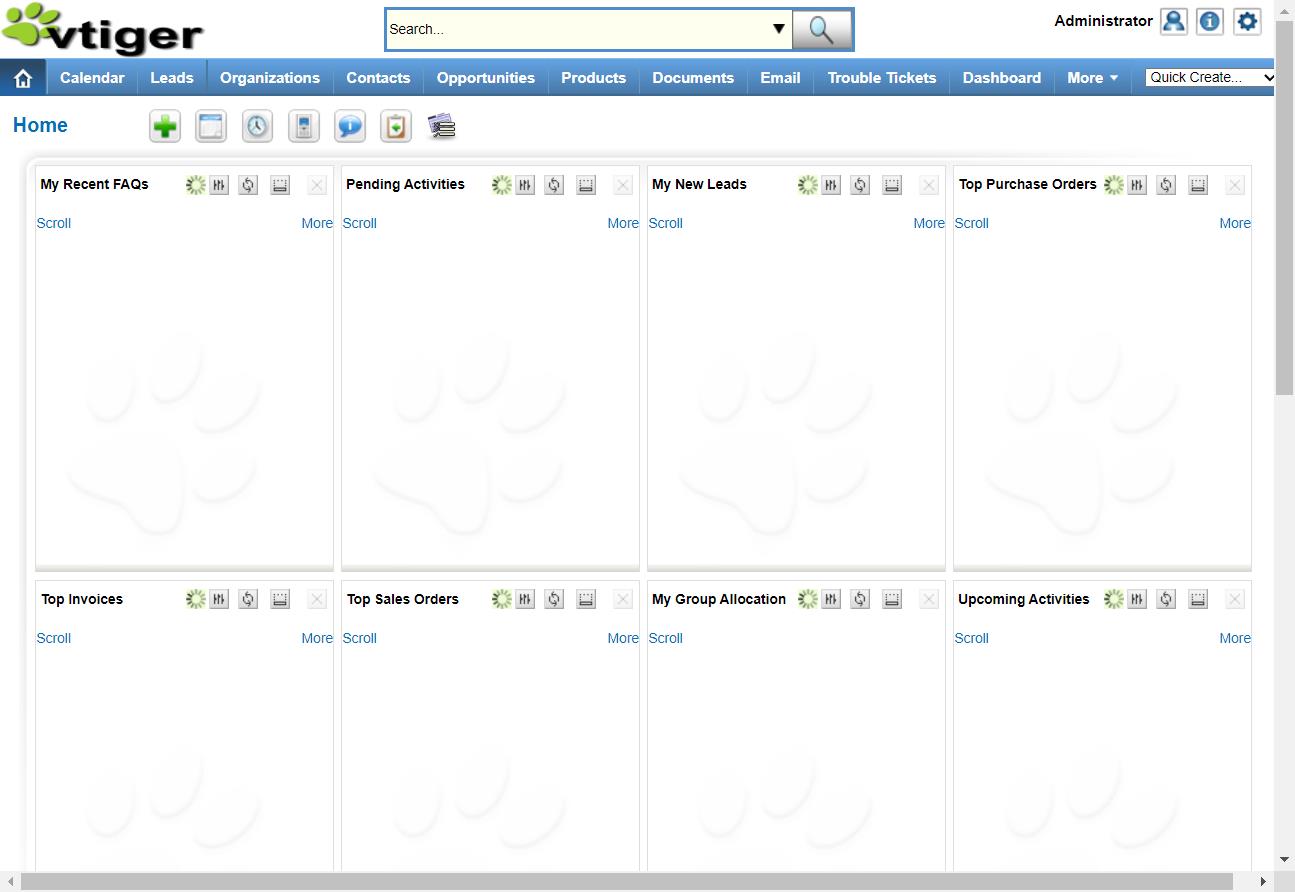 vtiger
Search...
Administrator
Calendar Leads Organizations Contacts Opportunities Products Documents Email Trouble Tickets Dashboard More Quick Create...
Home
My Recent FAQs Pending Activities My New Leads Top Purchase Orders
Scroll More Scroll More Scroll More Scroll More
Top Invoices Top Sales Orders My Group Allocation Upcoming Activities
Scroll More Scroll More Scroll Scroll More